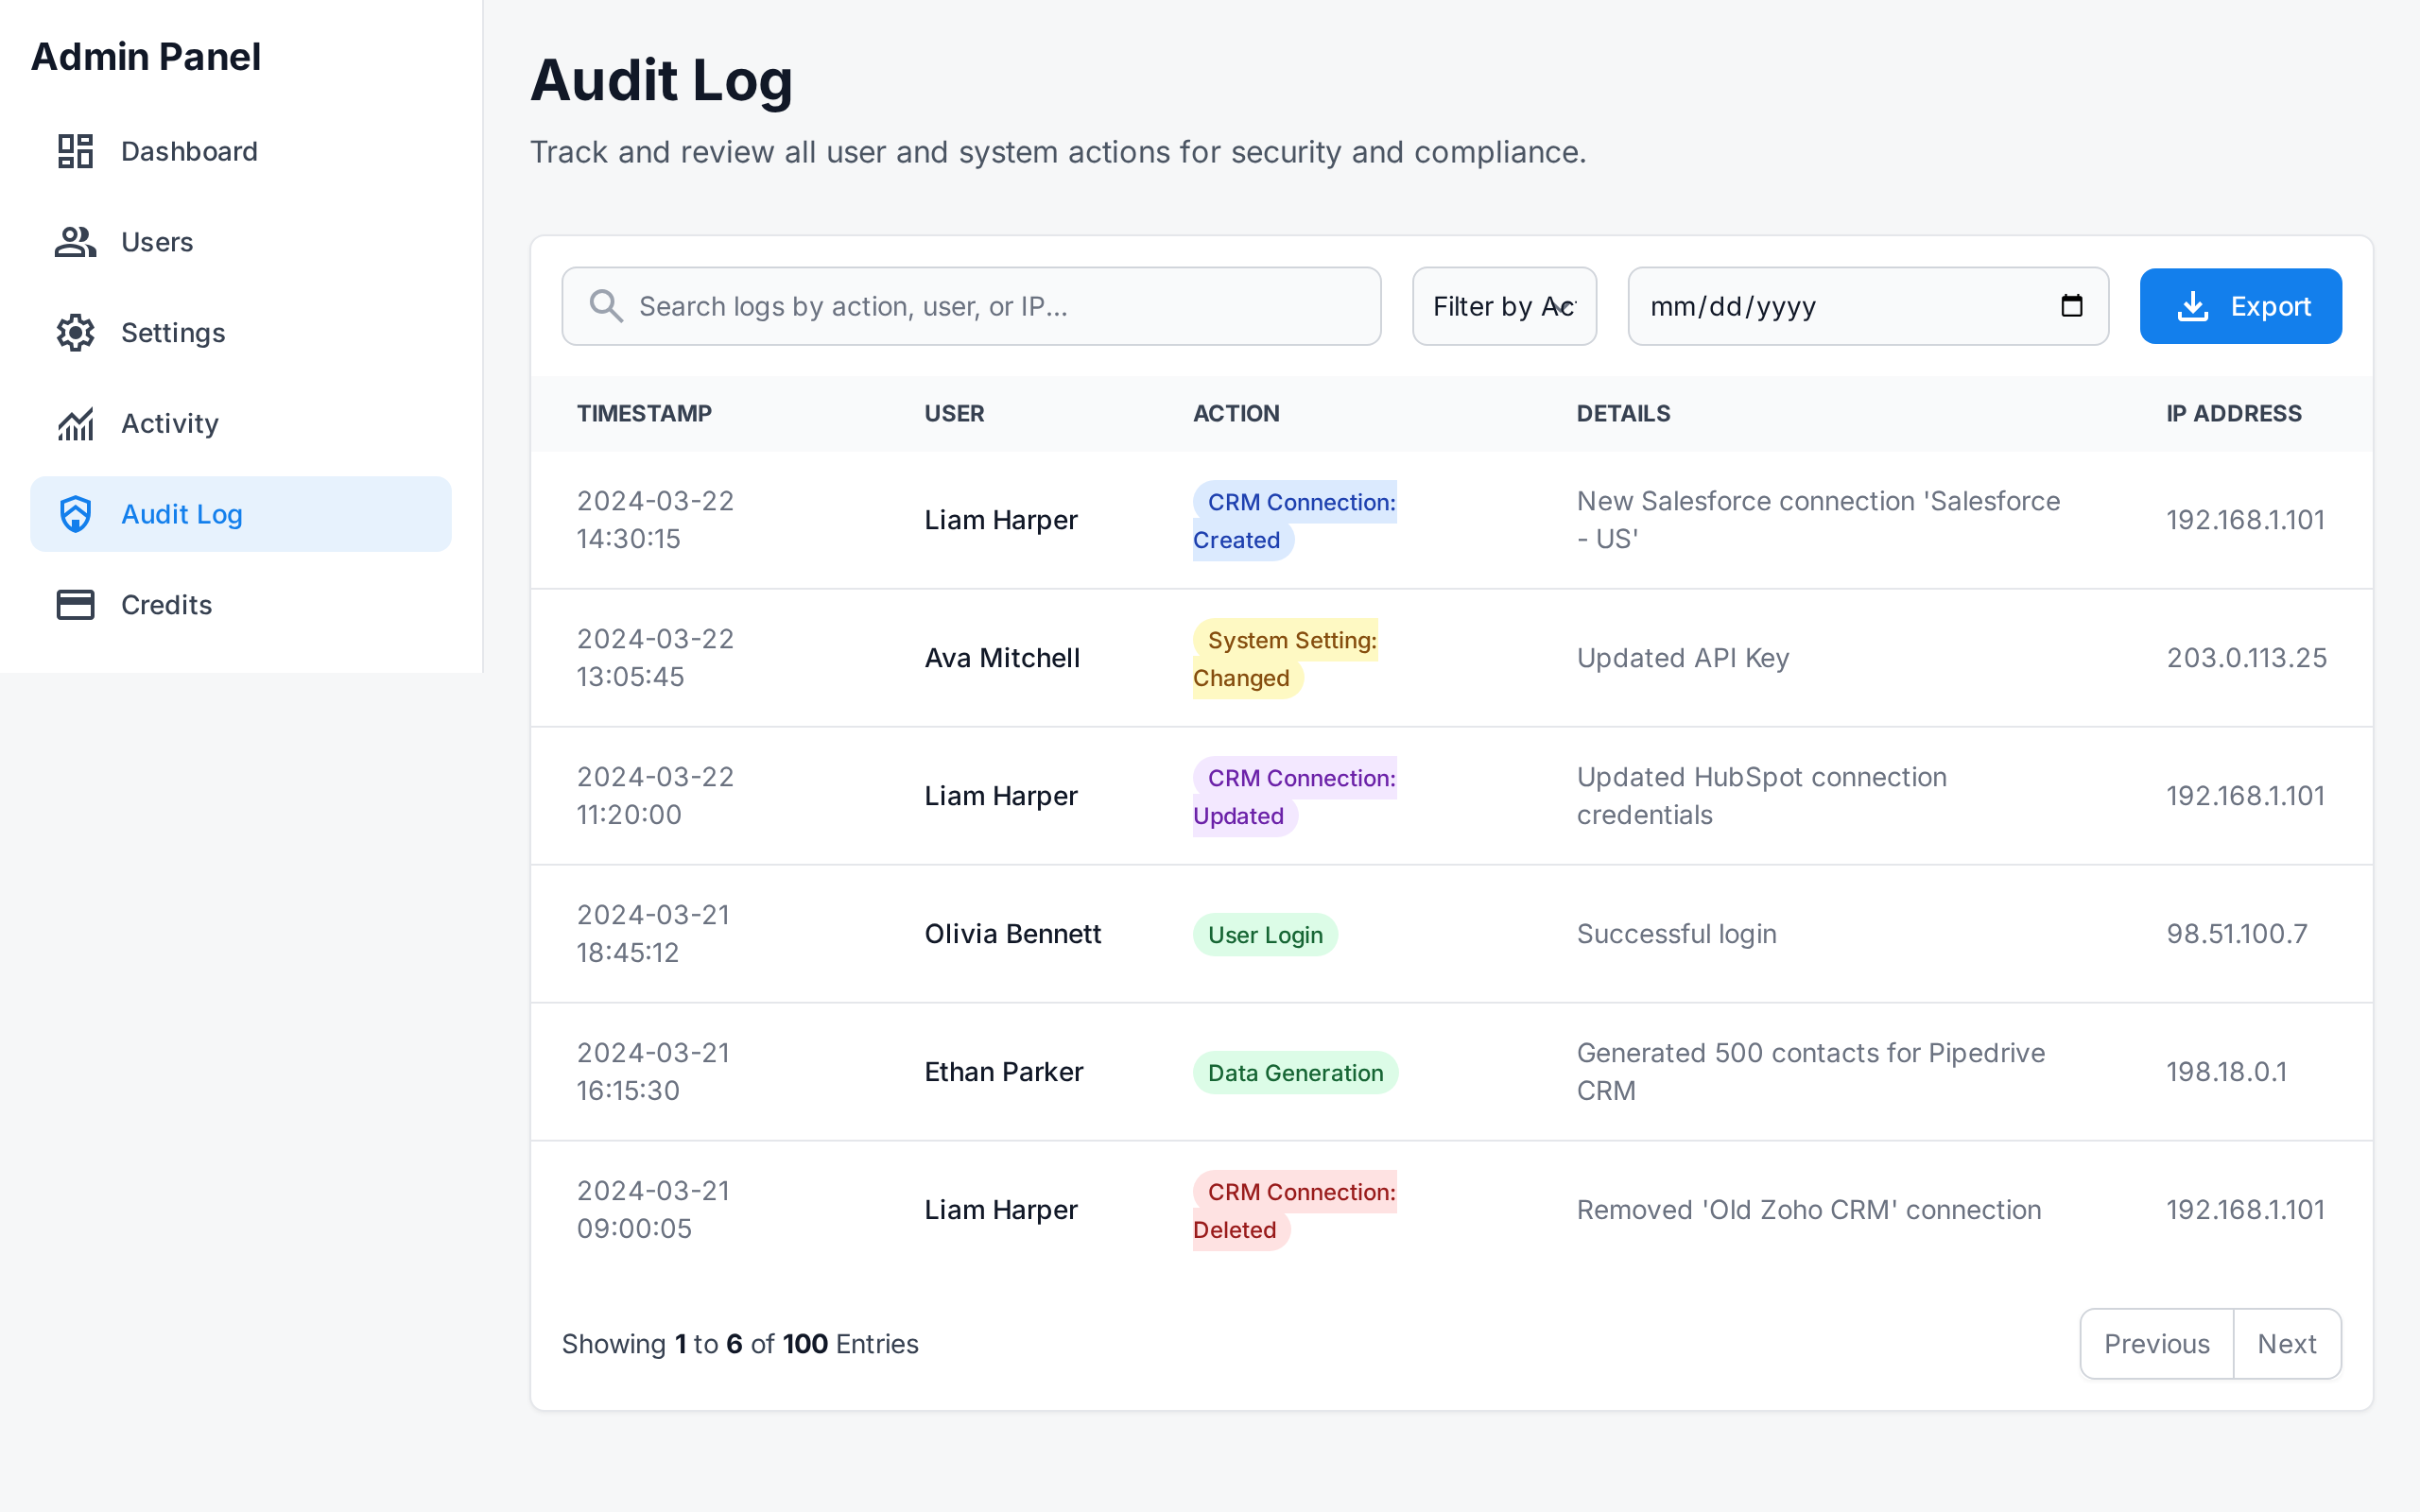 Admin Panel
Dashboard
Users
Settings
Activity
Audit Log
Credits
Audit Log
Track and review all user and system actions for security and compliance.
Search logs by action, user, or IP...
Filter by Act
mm/dd/yyyy
Export
TIMESTAMP USER ACTION DETAILS IP ADDRESS
2024-03-22
14:30:15
Liam Harper
CRM Connection:
Created
New Salesforce connection 'Salesforce
- US'
192.168.1.101
2024-03-22
13:05:45
Ava Mitchell
System Setting:
Changed
Updated API Key
203.0.113.25
2024-03-22
11:20:00
Liam Harper
CRM Connection:
Updated
Updated HubSpot connection
credentials
192.168.1.101
2024-03-21
18:45:12
Olivia Bennett
User Login
Successful login
98.51.100.7
2024-03-21
16:15:30
Ethan Parker
Data Generation
Generated 500 contacts for Pipedrive
CRM
198.18.0.1
2024-03-21
09:00:05
Liam Harper
CRM Connection:
Deleted
Removed 'Old Zoho CRM' connection
192.168.1.101
Showing 1 to 6 of 100 Entries
Previous
Next